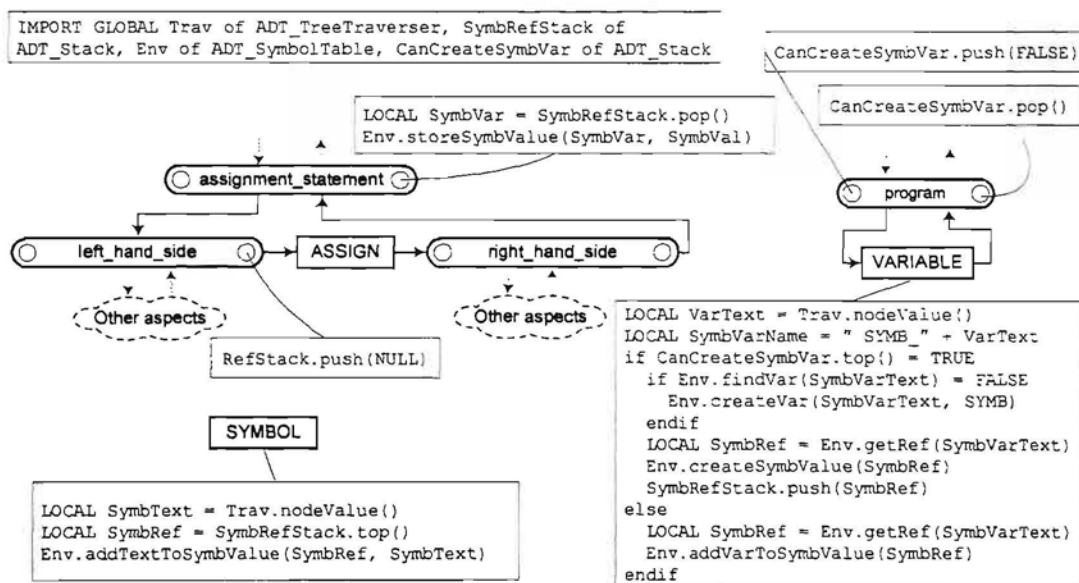 IMPORT GLOBAL Trav of ADT_TreeTraverser, SymbRefStack of
ADT_Stack, Env of ADT_SymbolTable, CanCreateSymbVar of ADT_Stack
CanCreateSymbVar.push(FALSE)
CanCreateSymbVar.pop()
LOCAL SymbVar = SymbRefStack.pop()
Env.storeSymbValue(SymbVar, SymbVal)
assignment_statement
program
left_hand_side
ASSIGN
right_hand_side
VARIABLE
Other aspects
Other aspects
RefStack.push(NULL)
LOCAL VarText = Trav.nodeValue()
LOCAL SymbVarName = " SYMB_" + VarText
if CanCreateSymbVar.top() = TRUE
if Env.findVar(SymbVarText) = FALSE
Env.createVar(SymbVarText, SYMB)
endif
LOCAL SymbRef = Env.getRef(SymbVarText)
Env.createSymbValue(SymbRef)
SymbRefStack.push(SymbRef)
else
LOCAL SymbRef = Env.getRef(SymbVarText)
Env.addVarToSymbValue(SymbRef)
endif
SYMBOL
LOCAL SymbText = Trav.nodeValue()
LOCAL SymbRef = SymbRefStack.top()
Env.addTextToSymbValue(SymbRef, SymbText)